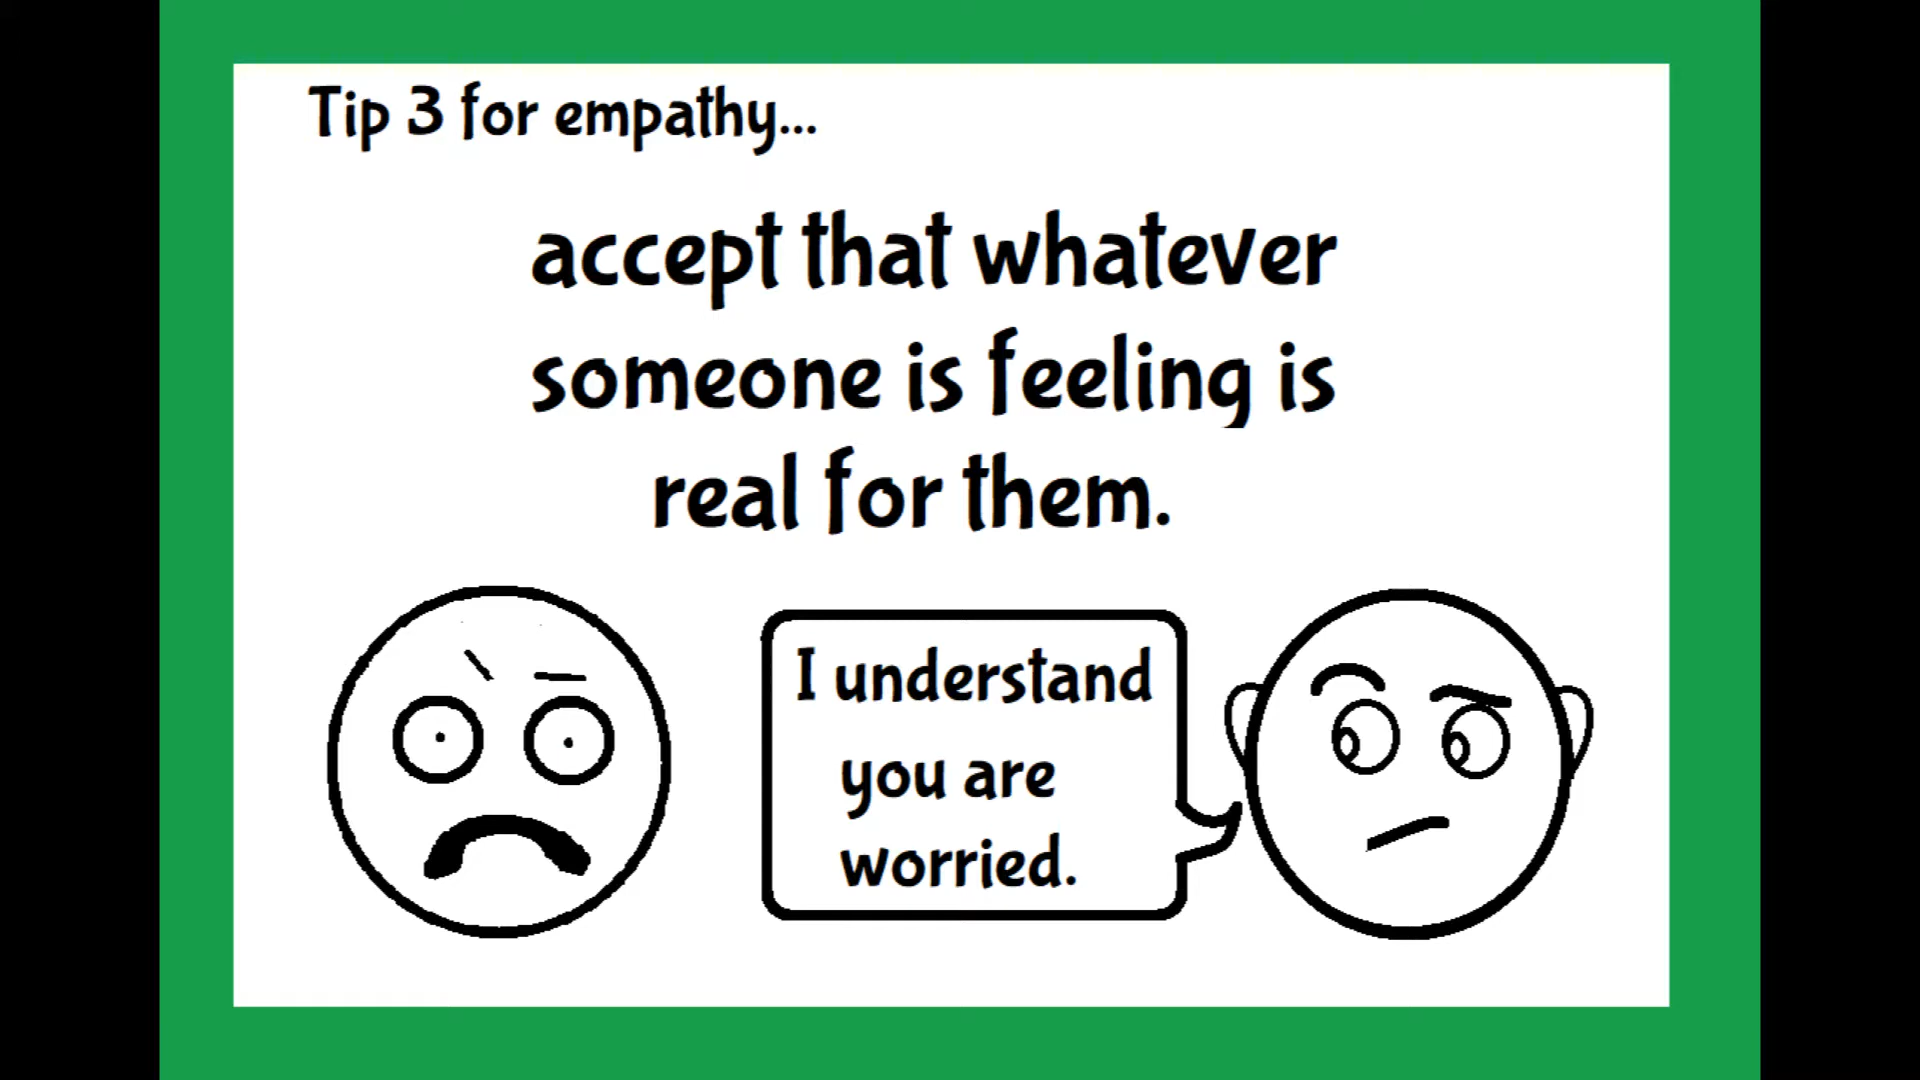 Tip 3 for empathy...
accept that whatever
someone is feeling is
real for them.
I understand
you are
worried.